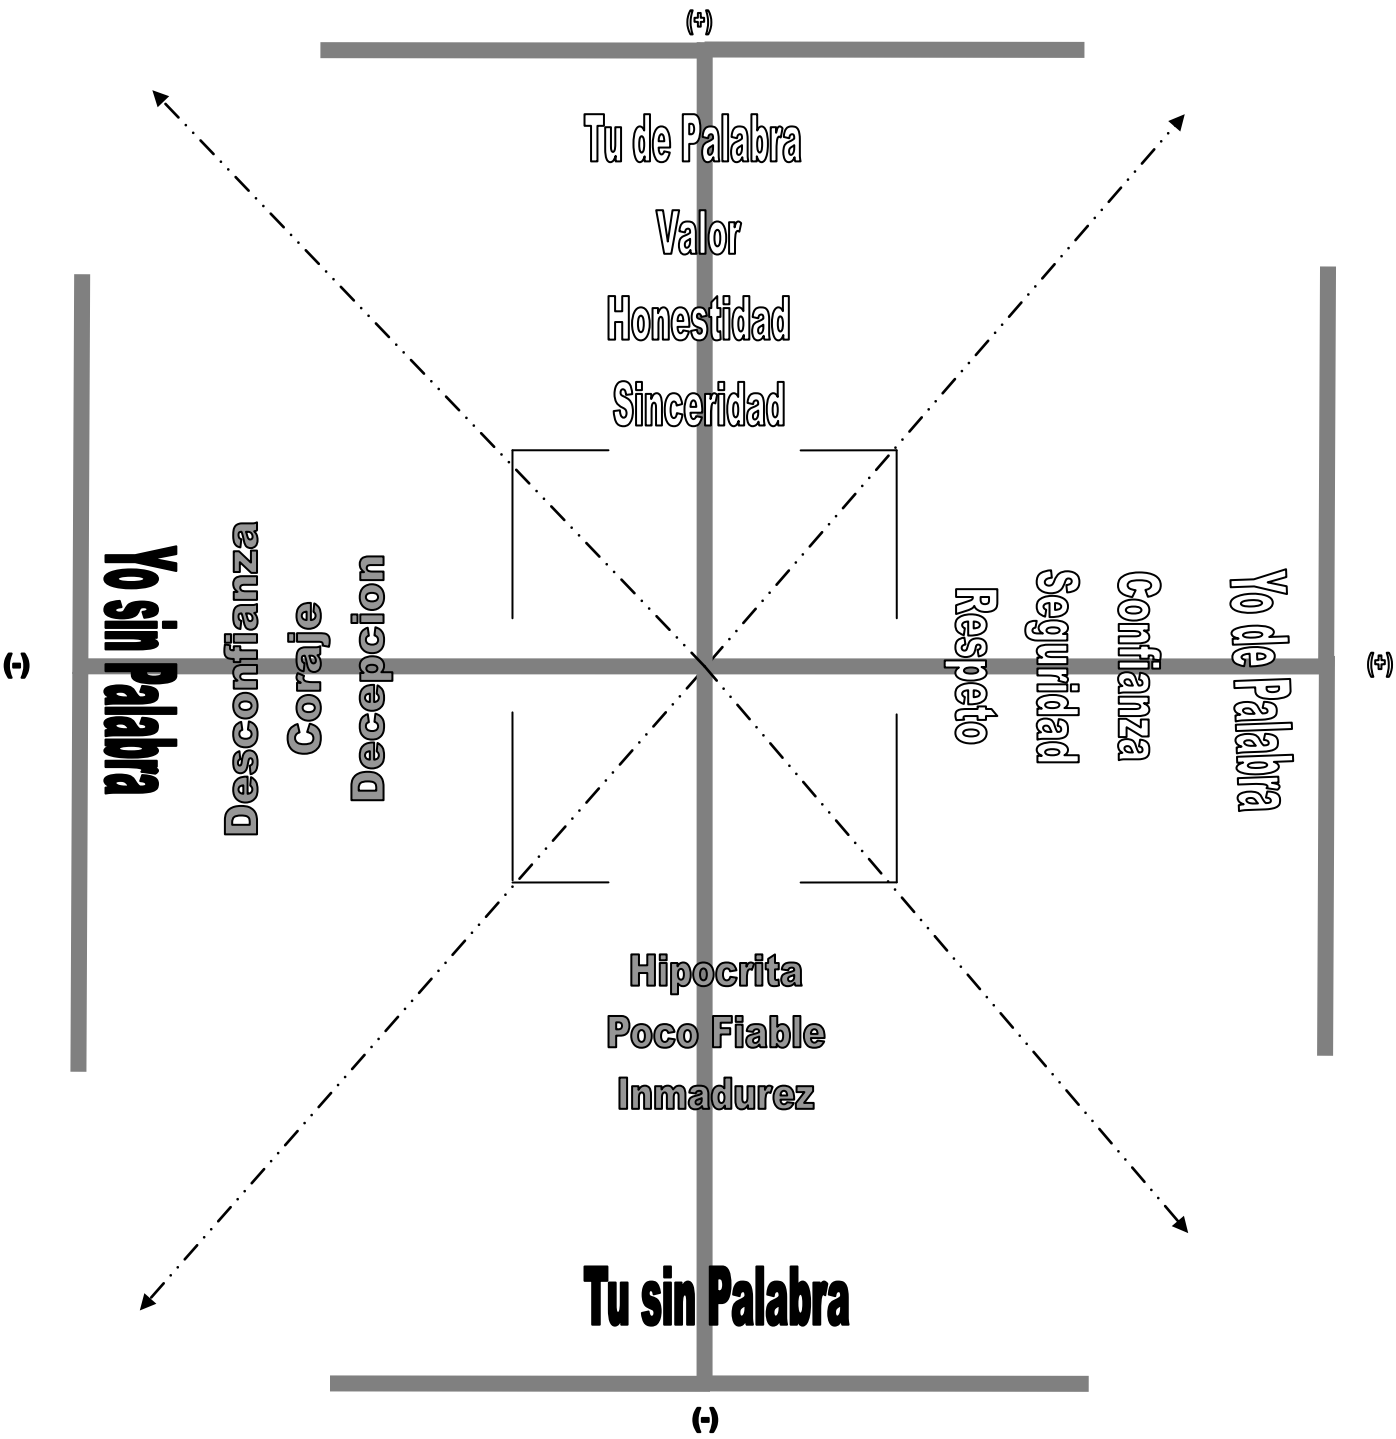 (+)
Tu de Palabra
Valor
Honestidad
Sinceridad
(-)
Yo sin Palabra
Desconfianza
Coraje
Decepcion
Respeto
Seguridad
Confianza
Yo de Palabra
(+)
Hipocrita
Poco Fiable
Inmadurez
Tu sin Palabra
(-)